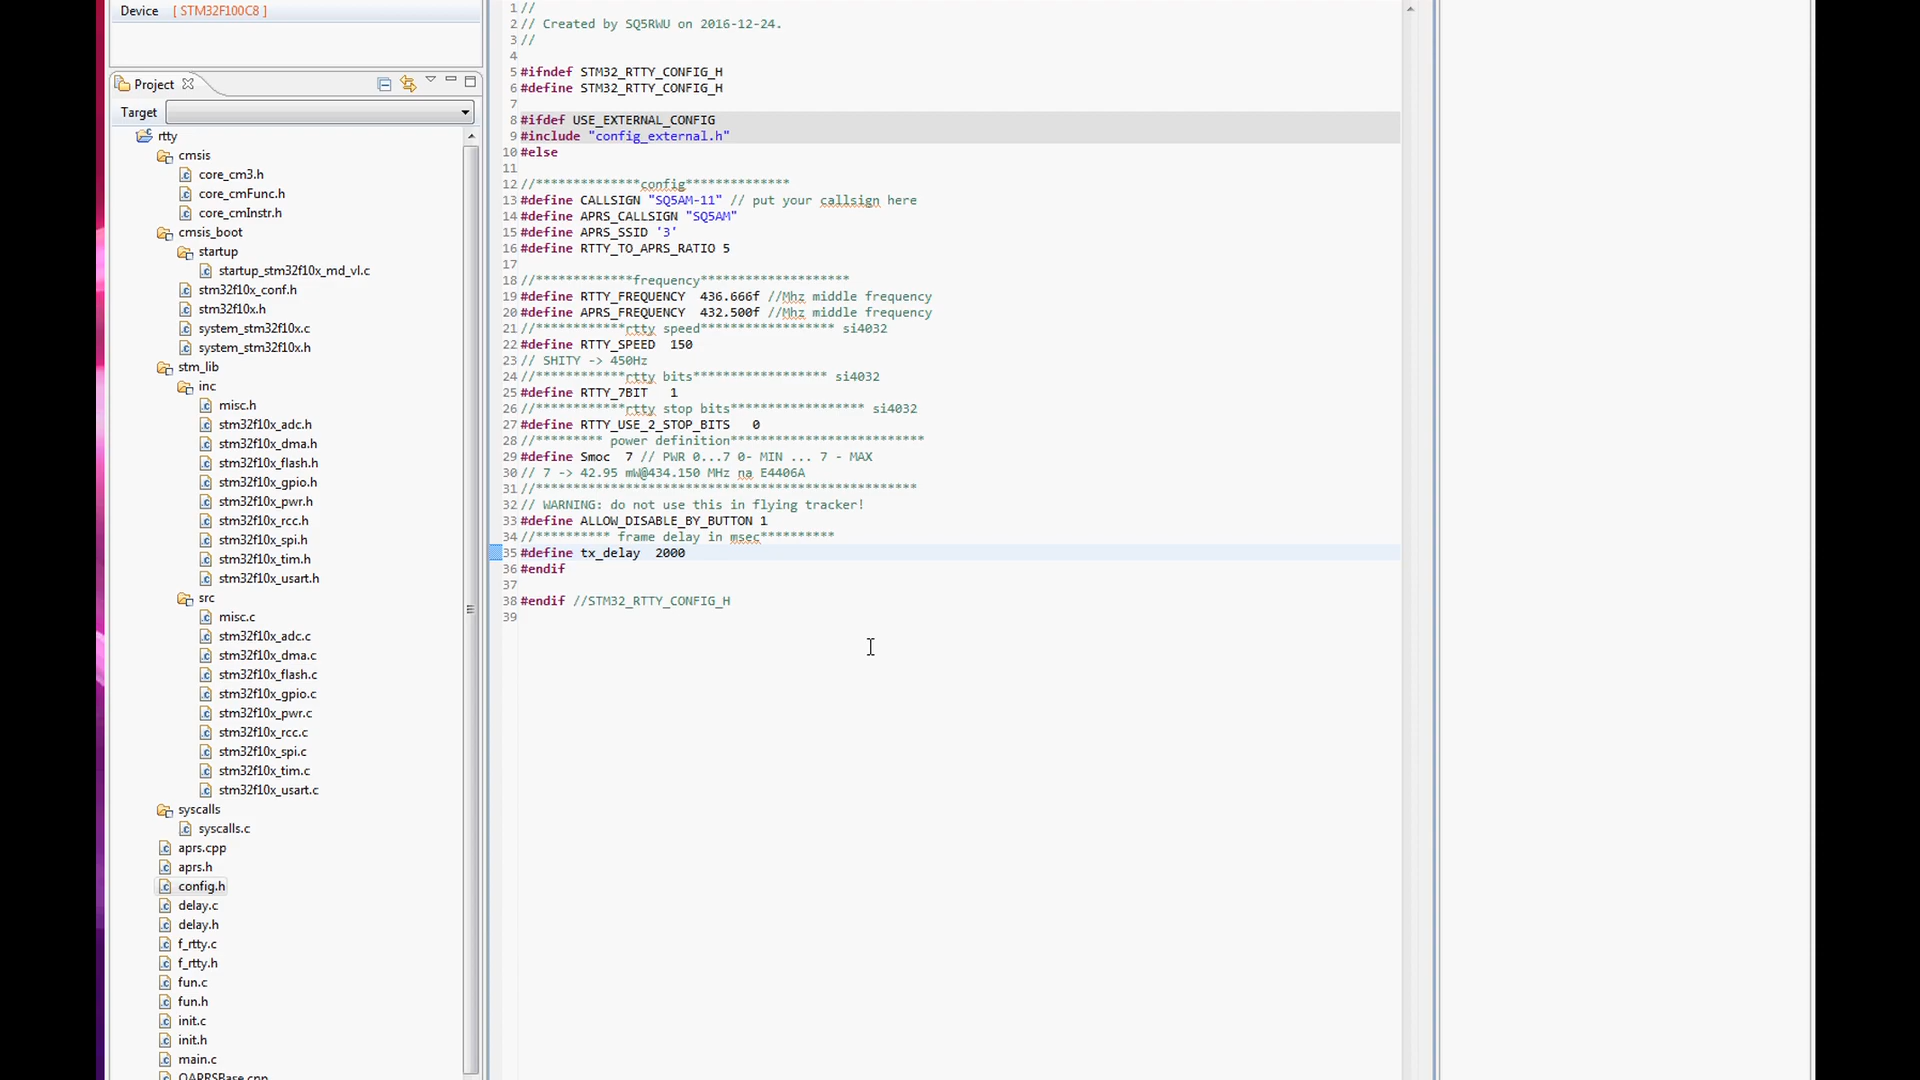 Device [ STM32F100C8 ]
Project
Target
rtty
cmsis
core_cm3.h
core_cmFunc.h
core_cmInstr.h
cmsis_boot
startup
startup_stm32f10x_md_vl.c
stm32f10x_conf.h
stm32f10x.h
system_stm32f10x.c
system_stm32f10x.h
stm_lib
inc
misc.h
stm32f10x_adc.h
stm32f10x_dma.h
stm32f10x_flash.h
stm32f10x_gpio.h
stm32f10x_pwr.h
stm32f10x_rcc.h
stm32f10x_spi.h
stm32f10x_tim.h
stm32f10x_usart.h
src
misc.c
stm32f10x_adc.c
stm32f10x_dma.c
stm32f10x_flash.c
stm32f10x_gpio.c
stm32f10x_pwr.c
stm32f10x_rcc.c
stm32f10x_spi.c
stm32f10x_tim.c
stm32f10x_usart.c
syscalls
syscalls.c
aprs.cpp
aprs.h
config.h
delay.c
delay.h
f_rtty.c
f_rtty.h
fun.c
fun.h
init.c
init.h
main.c
QAPRSBase.cpp
1 //
2 // Created by SQ5RWU on 2016-12-24.
3 //
4
5 #ifndef STM32_RTTY_CONFIG_H
6 #define STM32_RTTY_CONFIG_H
7
8 #ifdef USE_EXTERNAL_CONFIG
9 #include "config_external.h"
10 #else
11
12 //**************config**************
13 #define CALLSIGN "SQ5AM-11" // put your callsign here
14 #define APRS_CALLSIGN "SQ5AM"
15 #define APRS_SSID '3'
16 #define RTTY_TO_APRS_RATIO 5
17
18 //*************frequency********************
19 #define RTTY_FREQUENCY  436.666f //Mhz middle frequency
20 #define APRS_FREQUENCY  432.500f //Mhz middle frequency
21 //************rtty speed****************** si4032
22 #define RTTY_SPEED  150
23 // SHITY -> 450Hz
24 //************rtty bits****************** si4032
25 #define RTTY_7BIT   1
26 //************rtty stop bits****************** si4032
27 #define RTTY_USE_2_STOP_BITS   0
28 //********* power definition**************************
29 #define Smoc  7 // PWR 0...7 0- MIN ... 7 - MAX
30 // 7 -> 42.95 mW@434.150 MHz na E4406A
31 //***************************************************
32 // WARNING: do not use this in flying tracker!
33 #define ALLOW_DISABLE_BY_BUTTON 1
34 //********** frame delay in msec**********
35 #define tx_delay  2000
36 #endif
37
38 #endif //STM32_RTTY_CONFIG_H
39